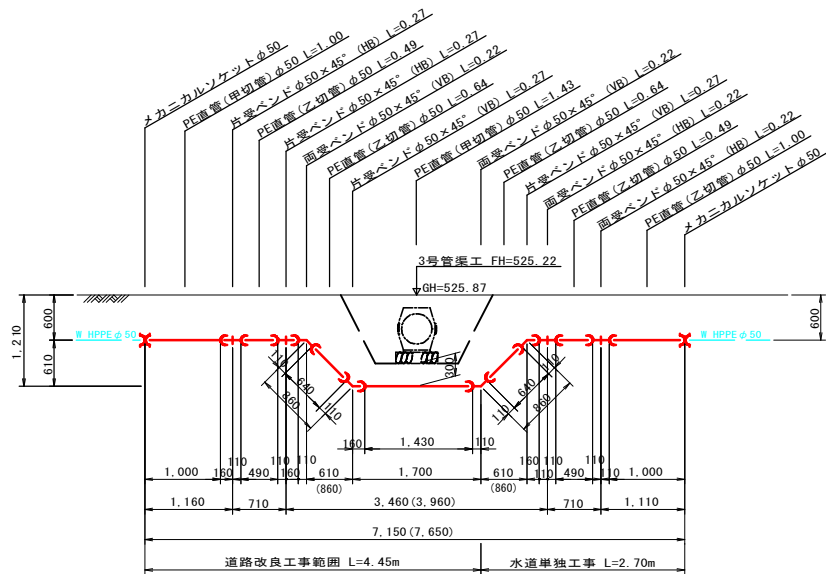 メカニカルソケットφ50
PE直管(甲切管)φ50 L=1.00
片受ベンドφ50×45° (HB) L=0.27
PE直管(乙切管)φ50 L=0.49
片受ベンドφ50×45° (HB) L=0.27
両受ベンドφ50×45° (VB) L=0.22
PE直管(乙切管)φ50 L=0.64
片受ベンドφ50×45° (VB) L=0.27
PE直管(甲切管)φ50 L=1.43
両受ベンドφ50×45° (VB) L=0.22
PE直管(乙切管)φ50 L=0.64
片受ベンドφ50×45° (VB) L=0.27
両受ベンドφ50×45° (HB) L=0.22
PE直管(乙切管)φ50 L=0.49
両受ベンドφ50×45° (HB) L=0.22
PE直管(乙切管)φ50 L=1.00
メカニカルソケットφ50
3号管渠工 FH=525.22
GH=525.87
1,210
600
610
W HPPEφ50
600
W HPPEφ50
300
110
640
860
110
110
640
860
110
160
1,430
110
1,000
160
110
490
110
160
110
610
(860)
1,700
610
(860)
160
110
110
490
110
110
1,000
1,160
710
3,460(3,960)
710
1,110
7,150(7,650)
道路改良工事範囲 L=4.45m
水道単独工事 L=2.70m